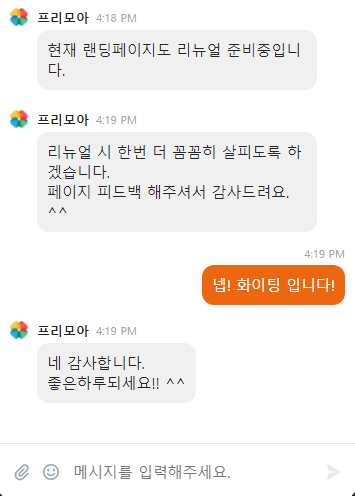 프리모아 4:18 PM
현재 랜딩페이지도 리뉴얼 준비중입니
다.
프리모아 4:19 PM
리뉴얼 시 한번 더 꼼꼼히 살피도록 하
겠습니다.
페이지 피드백 해주셔서 감사드려요.
^^
4:19 PM
넵! 화이팅 입니다!
프리모아 4:19 PM
네 감사합니다.
좋은하루되세요!! ^^
메시지를 입력해주세요.